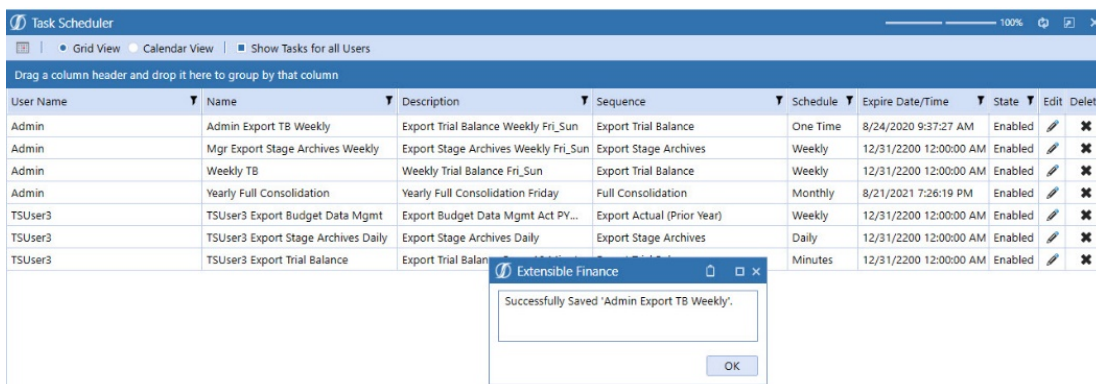 Task Scheduler 100%
Grid View Calendar View Show Tasks for all Users
Drag a column header and drop it here to group by that column
User Name Name Description Sequence Schedule Expire Date/Time State Edit Delet
Admin Admin Export TB Weekly Export Trial Balance Weekly Fri_Sun Export Trial Balance One Time 8/24/2020 9:37:27 AM Enabled
Admin Mgr Export Stage Archives Weekly Export Stage Archives Weekly Fri_Sun Export Stage Archives Weekly 12/31/2200 12:00:00 AM Enabled
Admin Weekly TB Weekly Trial Balance Fri_Sun Export Trial Balance Weekly 12/31/2200 12:00:00 AM Enabled
Admin Yearly Full Consolidation Yearly Full Consolidation Friday Full Consolidation Monthly 8/21/2021 7:26:19 PM Enabled
TSUser3 TSUser3 Export Budget Data Mgmt Export Budget Data Mgmt Act PY... Export Actual (Prior Year) Weekly 12/31/2200 12:00:00 AM Enabled
TSUser3 TSUser3 Export Stage Archives Daily Export Stage Archives Daily Export Stage Archives Daily 12/31/2200 12:00:00 AM Enabled
TSUser3 TSUser3 Export Trial Balance Export Trial Minutes 12/31/2200 12:00:00 AM Enabled
Extensible Finance
Successfully Saved 'Admin Export TB Weekly'.
OK